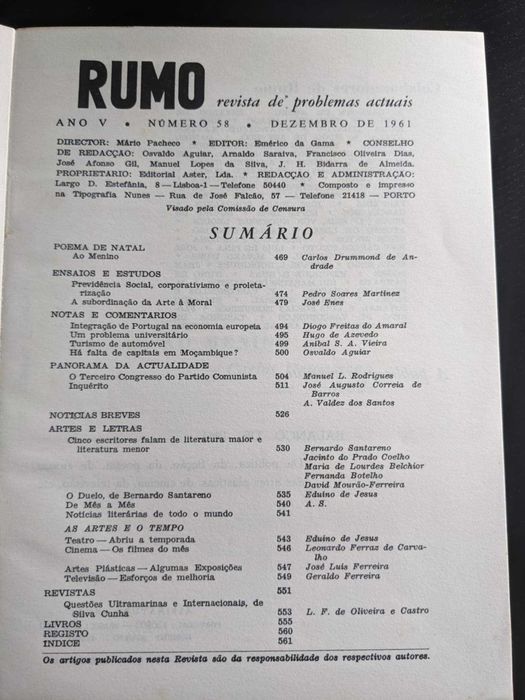 RUMO revista de problemas actuais
ANO V • NÚMERO 58 • DEZEMBRO DE 1961
DIRECTOR: Mário Pacheco * EDITOR: Emérico da Gama * CONSELHO
DE REDACÇÃO: Osvaldo Aguiar, Arnaldo Saraiva, Francisco Oliveira Dias,
José Afonso Gil, Manuel Lopes da Silva, J. H. Bidarra de Almeida.
PROPRIETÁRIO: Editorial Aster, Lda. * REDACÇÃO E ADMINISTRAÇÃO:
Largo D. Estefânia, 8 — Lisboa-1 — Telefone 50440 * Composto e impresso
na Tipografia Nunes — Rua de José Falcão, 57 — Telefone 21418 — PORTO
Visado pela Comissão de Censura
SUMÁRIO
POEMA DE NATAL
Ao Menino 469 Carlos Drummond de An-
drade
ENSAIOS E ESTUDOS
Previdência Social, corporativismo e proleta-
rização 474 Pedro Soares Martinez
A subordinação da Arte à Moral 479 José Enes
NOTAS E COMENTÁRIOS
Integração de Portugal na economia europeia 494 Diogo Freitas do Amaral
Um problema universitário 495 Hugo de Azevedo
Turismo de automóvel 499 Aníbal S. A. Vieira
Há falta de capitais em Moçambique? 500 Osvaldo Aguiar
PANORAMA DA ACTUALIDADE
O Terceiro Congresso do Partido Comunista 504 Manuel L. Rodrigues
Inquérito 511 José Augusto Correia de
Barros
A. Valdez dos Santos
NOTÍCIAS BREVES 526
ARTES E LETRAS
Cinco escritores falam de literatura maior e
literatura menor 530 Bernardo Santareno
Jacinto do Prado Coelho
Maria de Lourdes Belchior
Fernanda Botelho
David Mourão-Ferreira
O Duelo, de Bernardo Santareno 535 Eduíno de Jesus
De Mês a Mês 540 A. S.
Notícias literárias de todo o mundo 541
AS ARTES E O TEMPO
Teatro — Abriu a temporada 543 Eduíno de Jesus
Cinema — Os filmes do mês 546 Leonardo Ferraz de Carva-
lho
Artes Plásticas — Algumas Exposições 547 José Luís Ferreira
Televisão — Esforços de melhoria 549 Geraldo Ferreira
REVISTAS 551
Questões Ultramarinas e Internacionais, de
Silva Cunha 553 L. F. de Oliveira e Castro
LIVROS 555
REGISTO 560
ÍNDICE 561
Os artigos publicados nesta Revista são da responsabilidade dos respectivos autores.